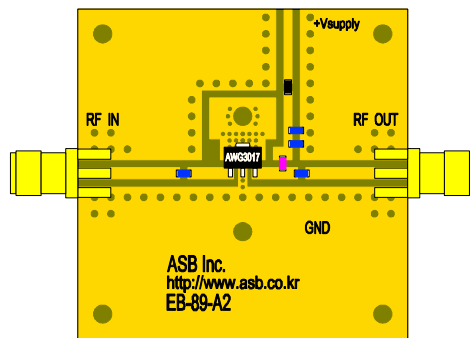 +Vsupply
RF IN
RF OUT
AWG3017
GND
ASB Inc.
http://www.asb.co.kr
EB-89-A2